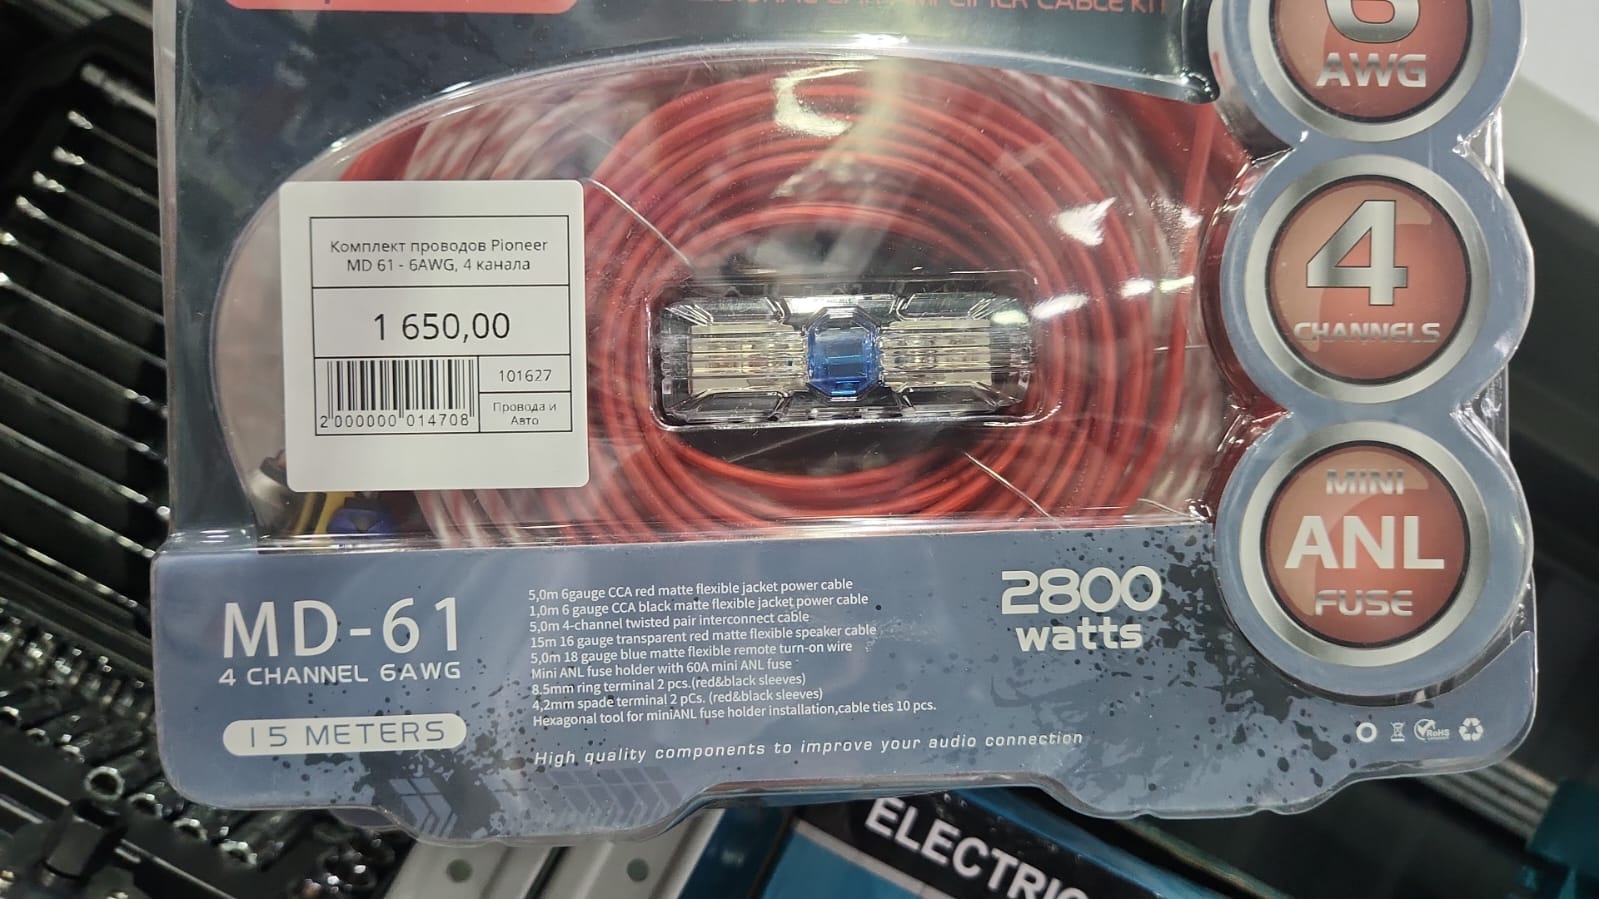 AMPLIFIER CABLE KIT
6
AWG
4
CHANNELS
MINI
ANL
FUSE
Комплект проводов Pioneer
MD 61 - 6AWG, 4 канала
1 650,00
101627
2 000000 014708
Провода и
Авто
MD-61
4 CHANNEL 6AWG
15 METERS
5,0m 6gauge CCA red matte flexible jacket power cable
1,0m 6 gauge CCA black matte flexible jacket power cable
5,0m 4-channel twisted pair interconnect cable
15m 16 gauge transparent red matte flexible speaker cable
5,0m 18 gauge blue matte flexible remote turn-on wire
Mini ANL fuse holder with 60A mini ANL fuse
8.5mm ring terminal 2 pcs.(red&black sleeves)
4,2mm spade terminal 2 pCs. (red&black sleeves)
Hexagonal tool for miniANL fuse holder installation,cable ties 10 pcs.
High quality components to improve your audio connection
2800
watts
RoHS
ELECTRIC